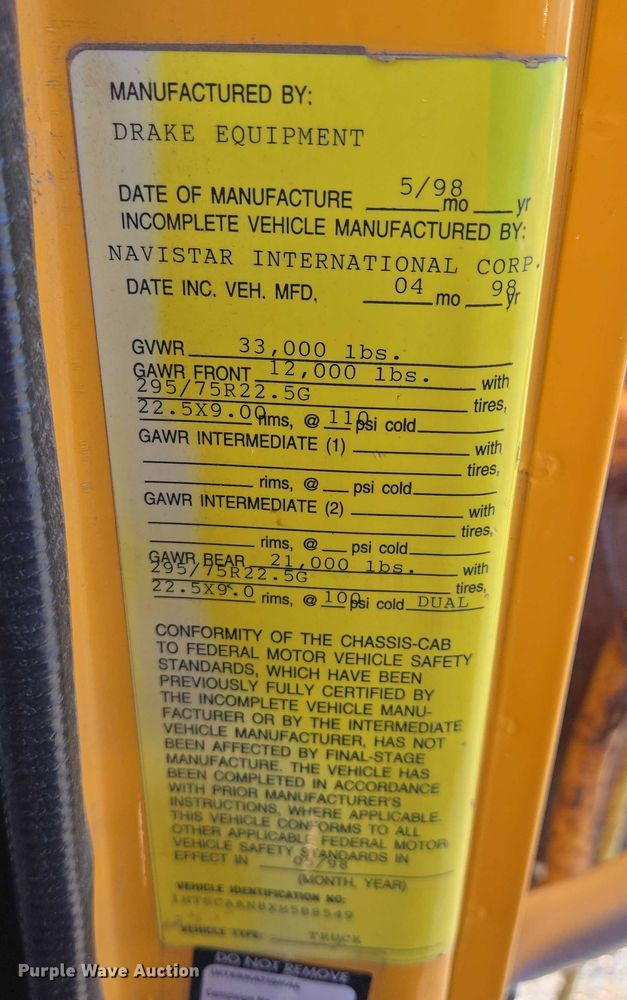 MANUFACTURED BY:
DRAKE EQUIPMENT
DATE OF MANUFACTURE 5/98 mo yr
INCOMPLETE VEHICLE MANUFACTURED BY:
NAVISTAR INTERNATIONAL CORP.
DATE INC. VEH. MFD. 04 mo 98 yr
GVWR 33,000 lbs.
GAWR FRONT 12,000 lbs. with
295/75R22.5G tires,
22.5X9.00 rims, @ 110 psi cold
GAWR INTERMEDIATE (1) with
tires,
rims, @ psi cold
GAWR INTERMEDIATE (2) with
tires,
rims, @ psi cold
GAWR REAR 21,000 lbs. with
295/75R22.5G tires,
22.5X9.0 rims, @ 100 psi cold DUAL
CONFORMITY OF THE CHASSIS-CAB
TO FEDERAL MOTOR VEHICLE SAFETY
STANDARDS, WHICH HAVE BEEN
PREVIOUSLY FULLY CERTIFIED BY
THE INCOMPLETE VEHICLE MANU-
FACTURER OR BY THE INTERMEDIATE
VEHICLE MANUFACTURER, HAS NOT
BEEN AFFECTED BY FINAL-STAGE
MANUFACTURE. THE VEHICLE HAS
BEEN COMPLETED IN ACCORDANCE
WITH PRIOR MANUFACTURER'S
INSTRUCTIONS, WHERE APPLICABLE.
THIS VEHICLE CONFORMS TO ALL
OTHER APPLICABLE FEDERAL MOTOR
VEHICLE SAFETY STANDARDS IN
EFFECT IN
(MONTH, YEAR)
VEHICLE IDENTIFICATION NO:
VEHICLE TYPE: TRUCK
DO NOT REMOVE
INTERNATIONAL
Purple Wave Auction